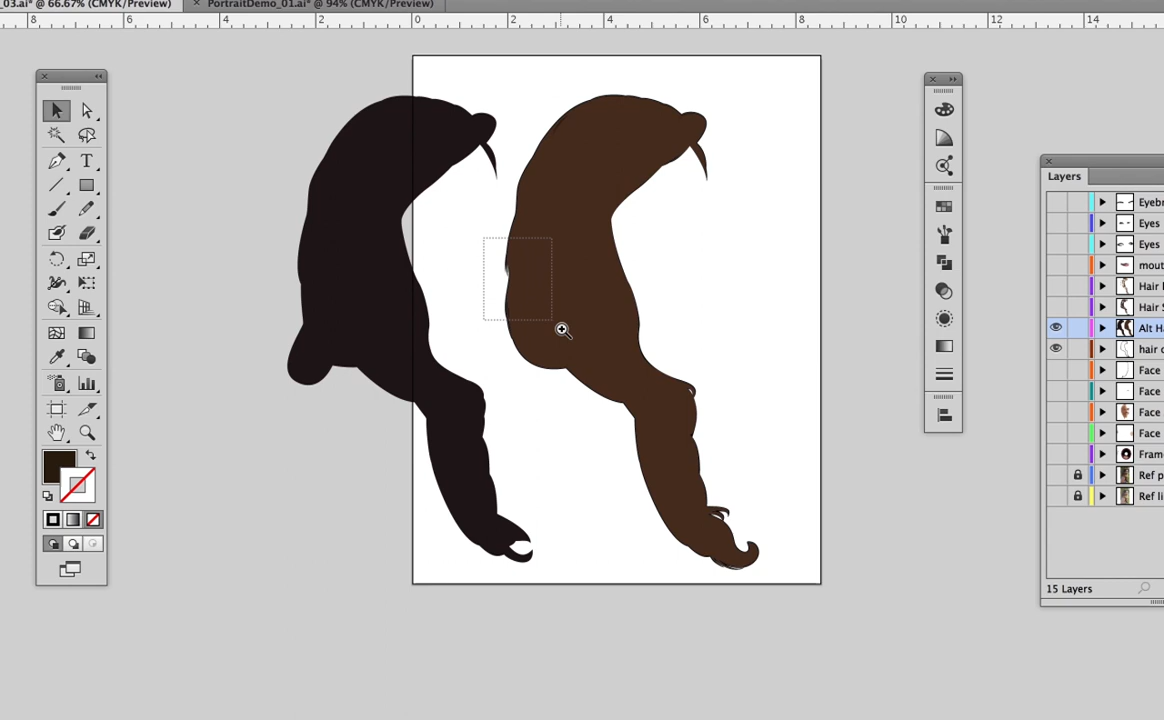 _03.ai* @ 66.67% (CMYK/Preview)
PortraitDemo_01.ai* @ 94% (CMYK/Preview)
8 6 4 2 0 2 4 6 8 10 12 14
T
Layers
Eyebr
Eyes
Eyes
mout
Hair
Hair S
Alt Ha
hair c
Face
Face
Face
Face
Fram
Ref p
Ref li
15 Layers